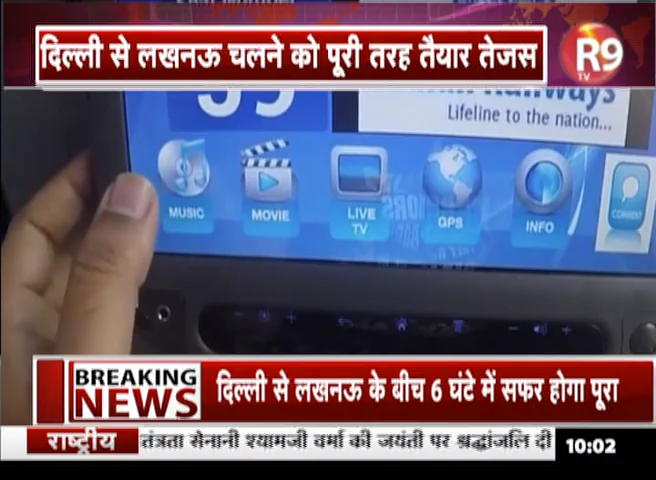 दिल्ली से लखनऊ चलने को पूरी तरह तैयार तेजस
R9
TV
Railways
Lifeline to the nation...
MUSIC
MOVIE
LIVE
TV
GPS
INFO
BREAKING
NEWS
दिल्ली से लखनऊ के बीच 6 घंटे में सफर होगा पूरा
राष्ट्रीय
तंत्रता सेनानी श्यामजी वर्मा की जयंती पर श्रद्धांजलि दी
10:02